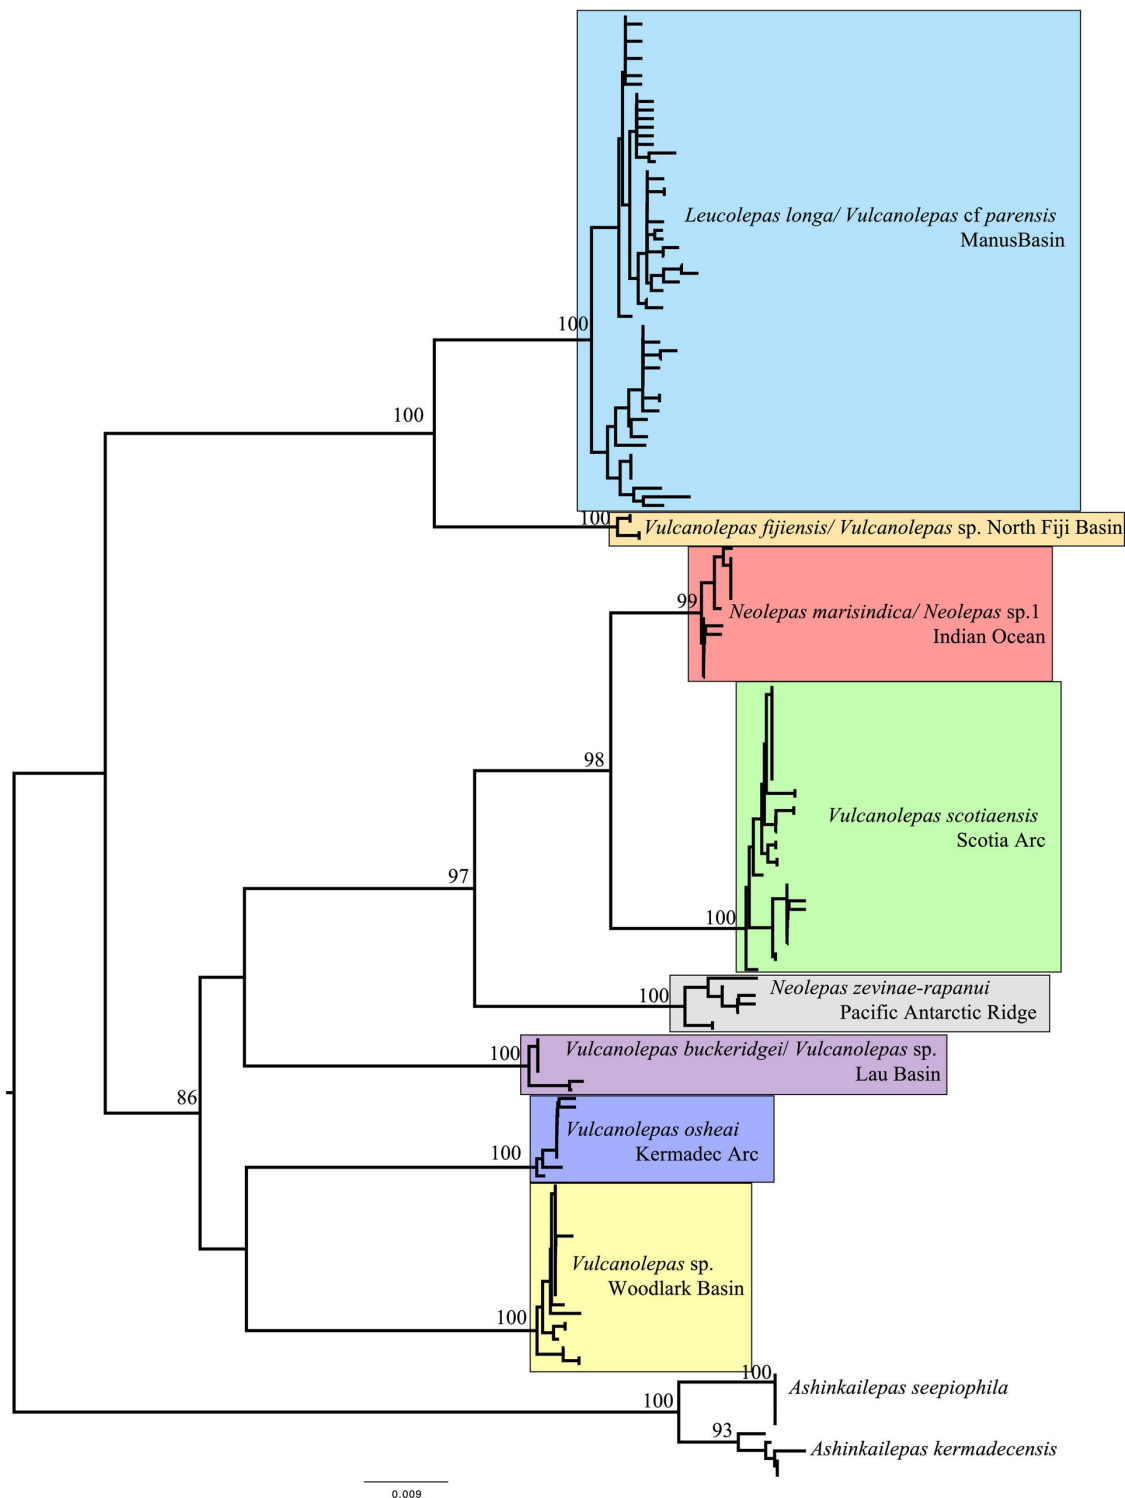 Leucolepas longa/ Vulcanolepas cf parensis
ManusBasin
100
100
100
Vulcanolepas fijiensis/ Vulcanolepas sp. North Fiji Basin
99
Neolepas marisindica/ Neolepas sp.1
Indian Ocean
98
Vulcanolepas scotiaensis
Scotia Arc
97
100
100
Neolepas zevinae-rapanui
Pacific Antarctic Ridge
100
Vulcanolepas buckeridgei/ Vulcanolepas sp.
Lau Basin
86
Vulcanolepas osheai
100
Kermadec Arc
Vulcanolepas sp.
Woodlark Basin
100
100
Ashinkailepas seepiophila
100
93
Ashinkailepas kermadecensis
0.009